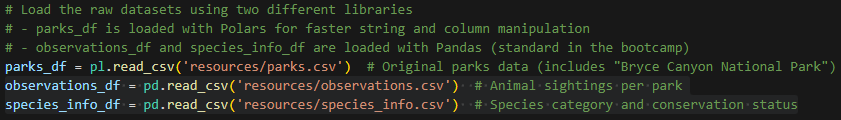 # Load the raw datasets using two different libraries
# - parks_df is loaded with Polars for faster string and column manipulation
# - observations_df and species_info_df are loaded with Pandas (standard in the bootcamp)
parks_df = pl.read_csv('resources/parks.csv')  # Original parks data (includes "Bryce Canyon National Park")
observations_df = pd.read_csv('resources/observations.csv')  # Animal sightings per park
species_info_df = pd.read_csv('resources/species_info.csv')  # Species category and conservation status